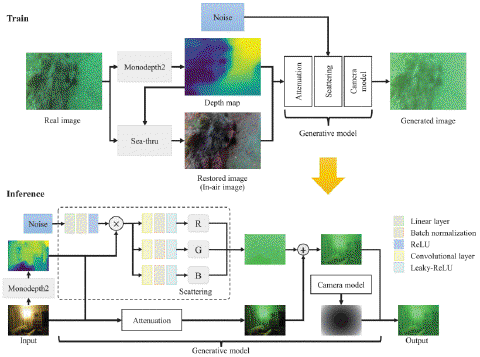 Train
Noise
Monodepth2
Real image
Depth map
Sea-thru
Restored image
(In-air image)
Attenuation
Scattering
Camera
model
Generative model
Generated image
Inference
Noise
R
G
B
Scattering
Linear layer
Batch normalization
ReLU
Convolutional layer
Leaky-ReLU
Monodepth2
Input
Attenuation
Camera model
Output
Generative model